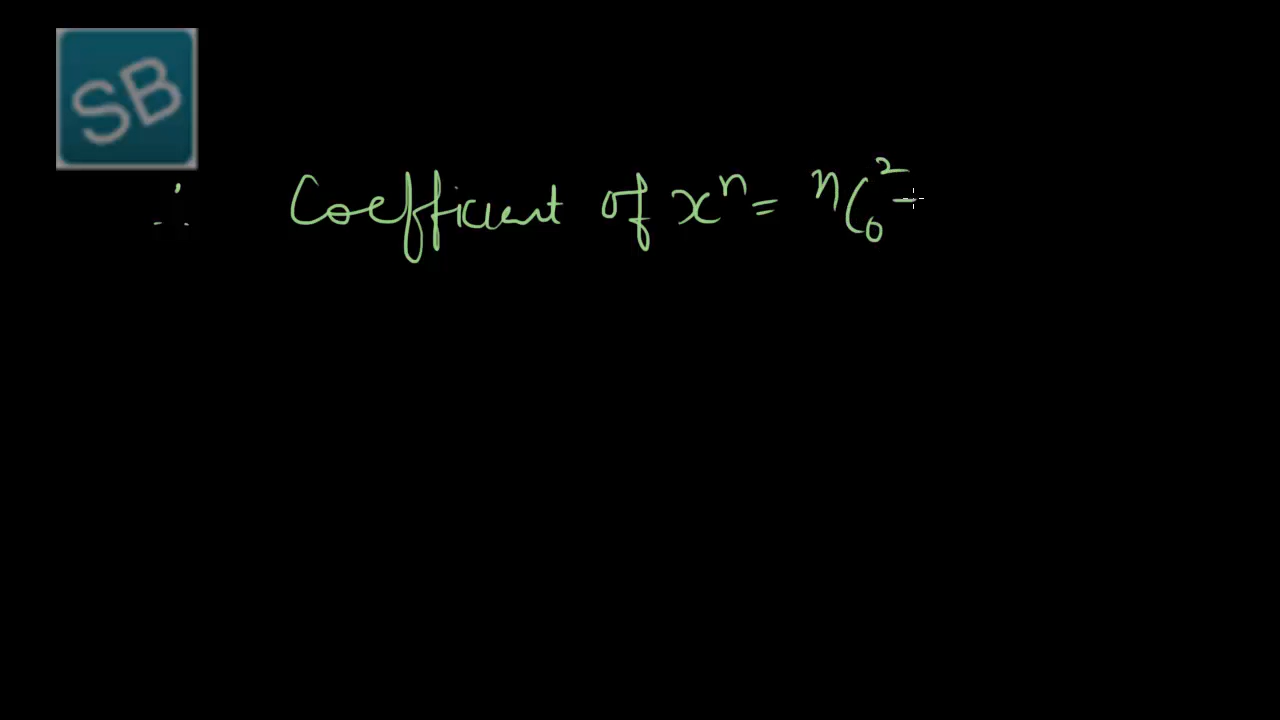 SB
∴ Coefficient of xⁿ = ⁿC₀² -